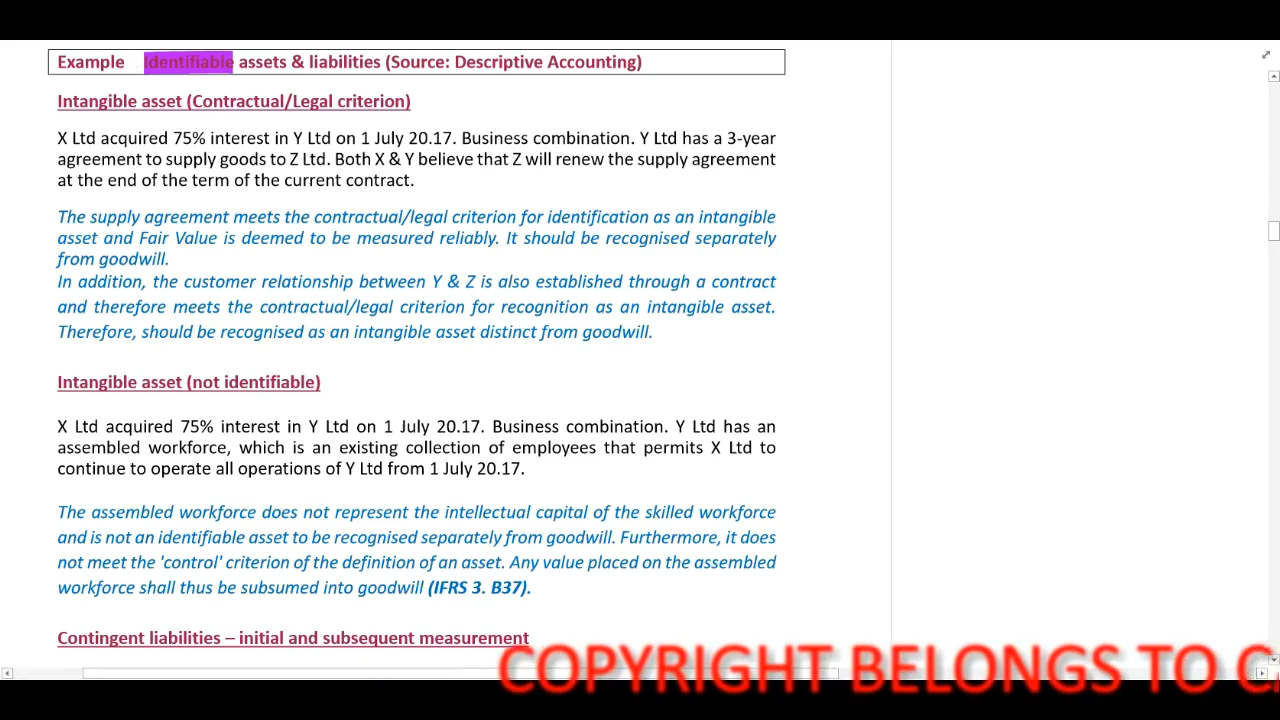 Example Identifiable assets & liabilities (Source: Descriptive Accounting)
Intangible asset (Contractual/Legal criterion)
X Ltd acquired 75% interest in Y Ltd on 1 July 20.17. Business combination. Y Ltd has a 3-year
agreement to supply goods to Z Ltd. Both X & Y believe that Z will renew the supply agreement
at the end of the term of the current contract.
The supply agreement meets the contractual/legal criterion for identification as an intangible
asset and Fair Value is deemed to be measured reliably. It should be recognised separately
from goodwill.
In addition, the customer relationship between Y & Z is also established through a contract
and therefore meets the contractual/legal criterion for recognition as an intangible asset.
Therefore, should be recognised as an intangible asset distinct from goodwill.
Intangible asset (not identifiable)
X Ltd acquired 75% interest in Y Ltd on 1 July 20.17. Business combination. Y Ltd has an
assembled workforce, which is an existing collection of employees that permits X Ltd to
continue to operate all operations of Y Ltd from 1 July 20.17.
The assembled workforce does not represent the intellectual capital of the skilled workforce
and is not an identifiable asset to be recognised separately from goodwill. Furthermore, it does
not meet the 'control' criterion of the definition of an asset. Any value placed on the assembled
workforce shall thus be subsumed into goodwill (IFRS 3. B37).
Contingent liabilities – initial and subsequent measurement
COPYRIGHT BELONGS TO